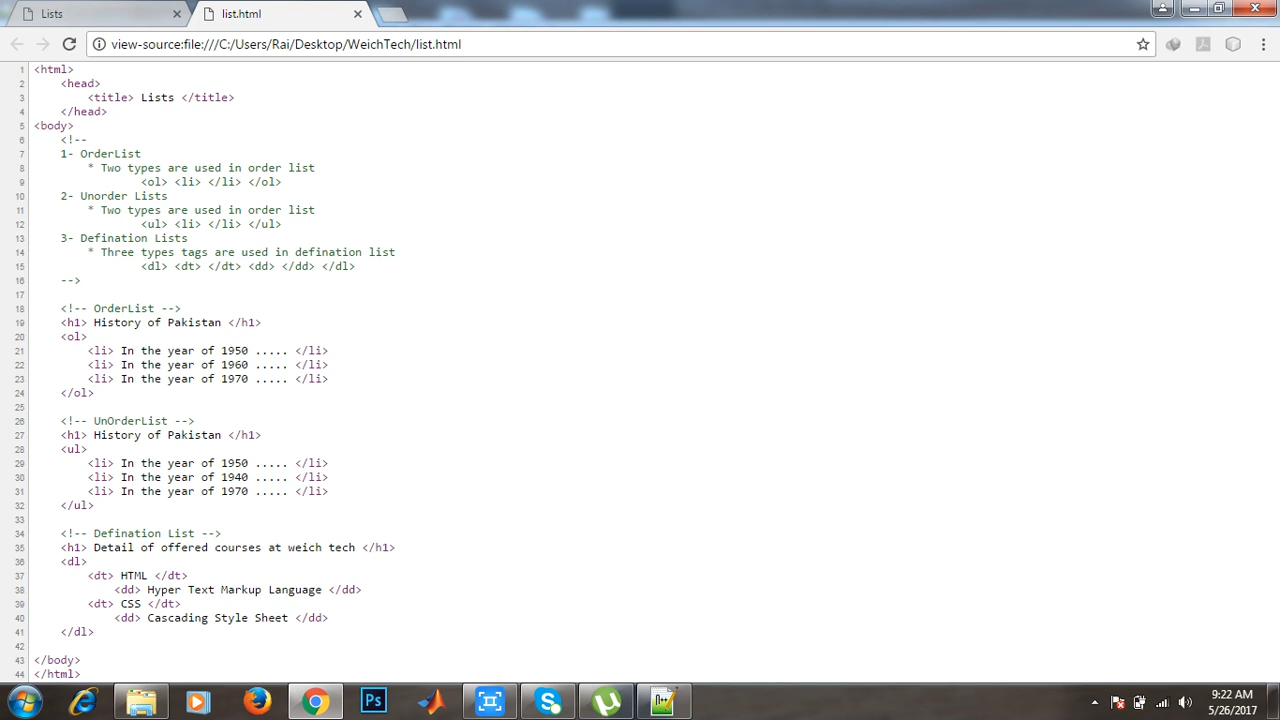 Lists
list.html
view-source:file:///C:/Users/Rai/Desktop/WeichTech/list.html
1 <html>
2 <head>
3 <title> Lists </title>
4 </head>
5 <body>
6 <!--
7 1- OrderList
8 * Two types are used in order list
9 <ol> <li> </li> </ol>
10 2- Unorder Lists
11 * Two types are used in order list
12 <ul> <li> </li> </ul>
13 3- Defination Lists
14 * Three types tags are used in defination list
15 <dl> <dt> </dt> <dd> </dd> </dl>
16 -->
17
18 <!-- OrderList -->
19 <h1> History of Pakistan </h1>
20 <ol>
21 <li> In the year of 1950 ..... </li>
22 <li> In the year of 1960 ..... </li>
23 <li> In the year of 1970 ..... </li>
24 </ol>
25
26 <!-- UnOrderList -->
27 <h1> History of Pakistan </h1>
28 <ul>
29 <li> In the year of 1950 ..... </li>
30 <li> In the year of 1940 ..... </li>
31 <li> In the year of 1970 ..... </li>
32 </ul>
33
34 <!-- Defination List -->
35 <h1> Detail of offered courses at weich tech </h1>
36 <dl>
37 <dt> HTML </dt>
38 <dd> Hyper Text Markup Language </dd>
39 <dt> CSS </dt>
40 <dd> Cascading Style Sheet </dd>
41 </dl>
42
43 </body>
44 </html>
Ps
9:22 AM
5/26/2017